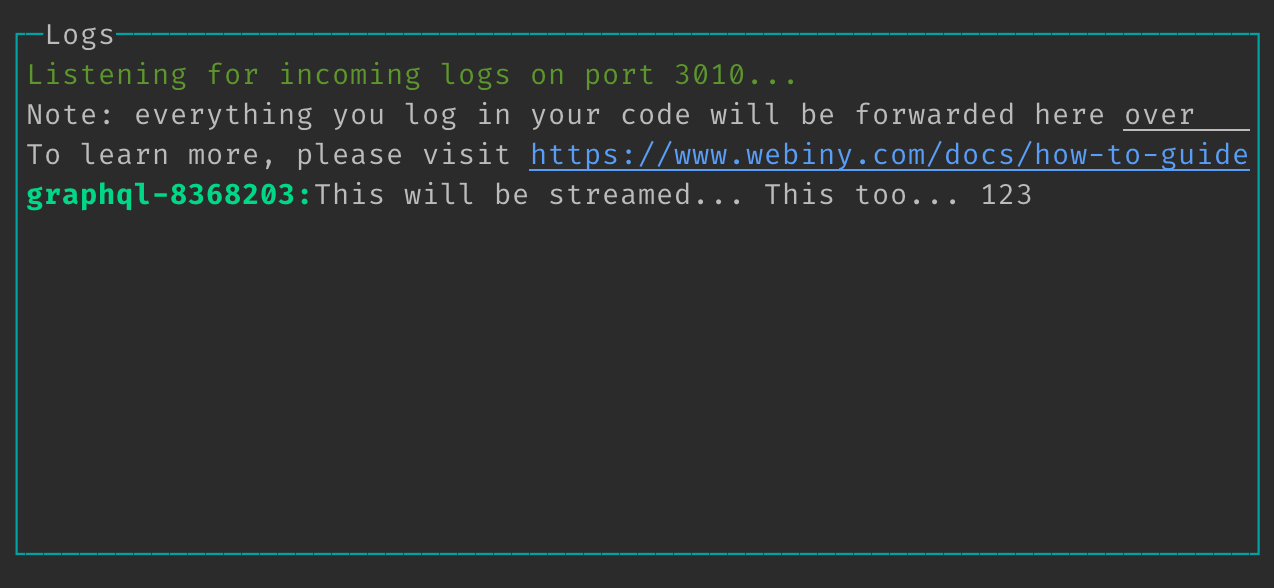 Logs
Listening for incoming logs on port 3010...
Note: everything you log in your code will be forwarded here over
To learn more, please visit https://www.webiny.com/docs/how-to-guide
graphql-8368203:This will be streamed... This too... 123